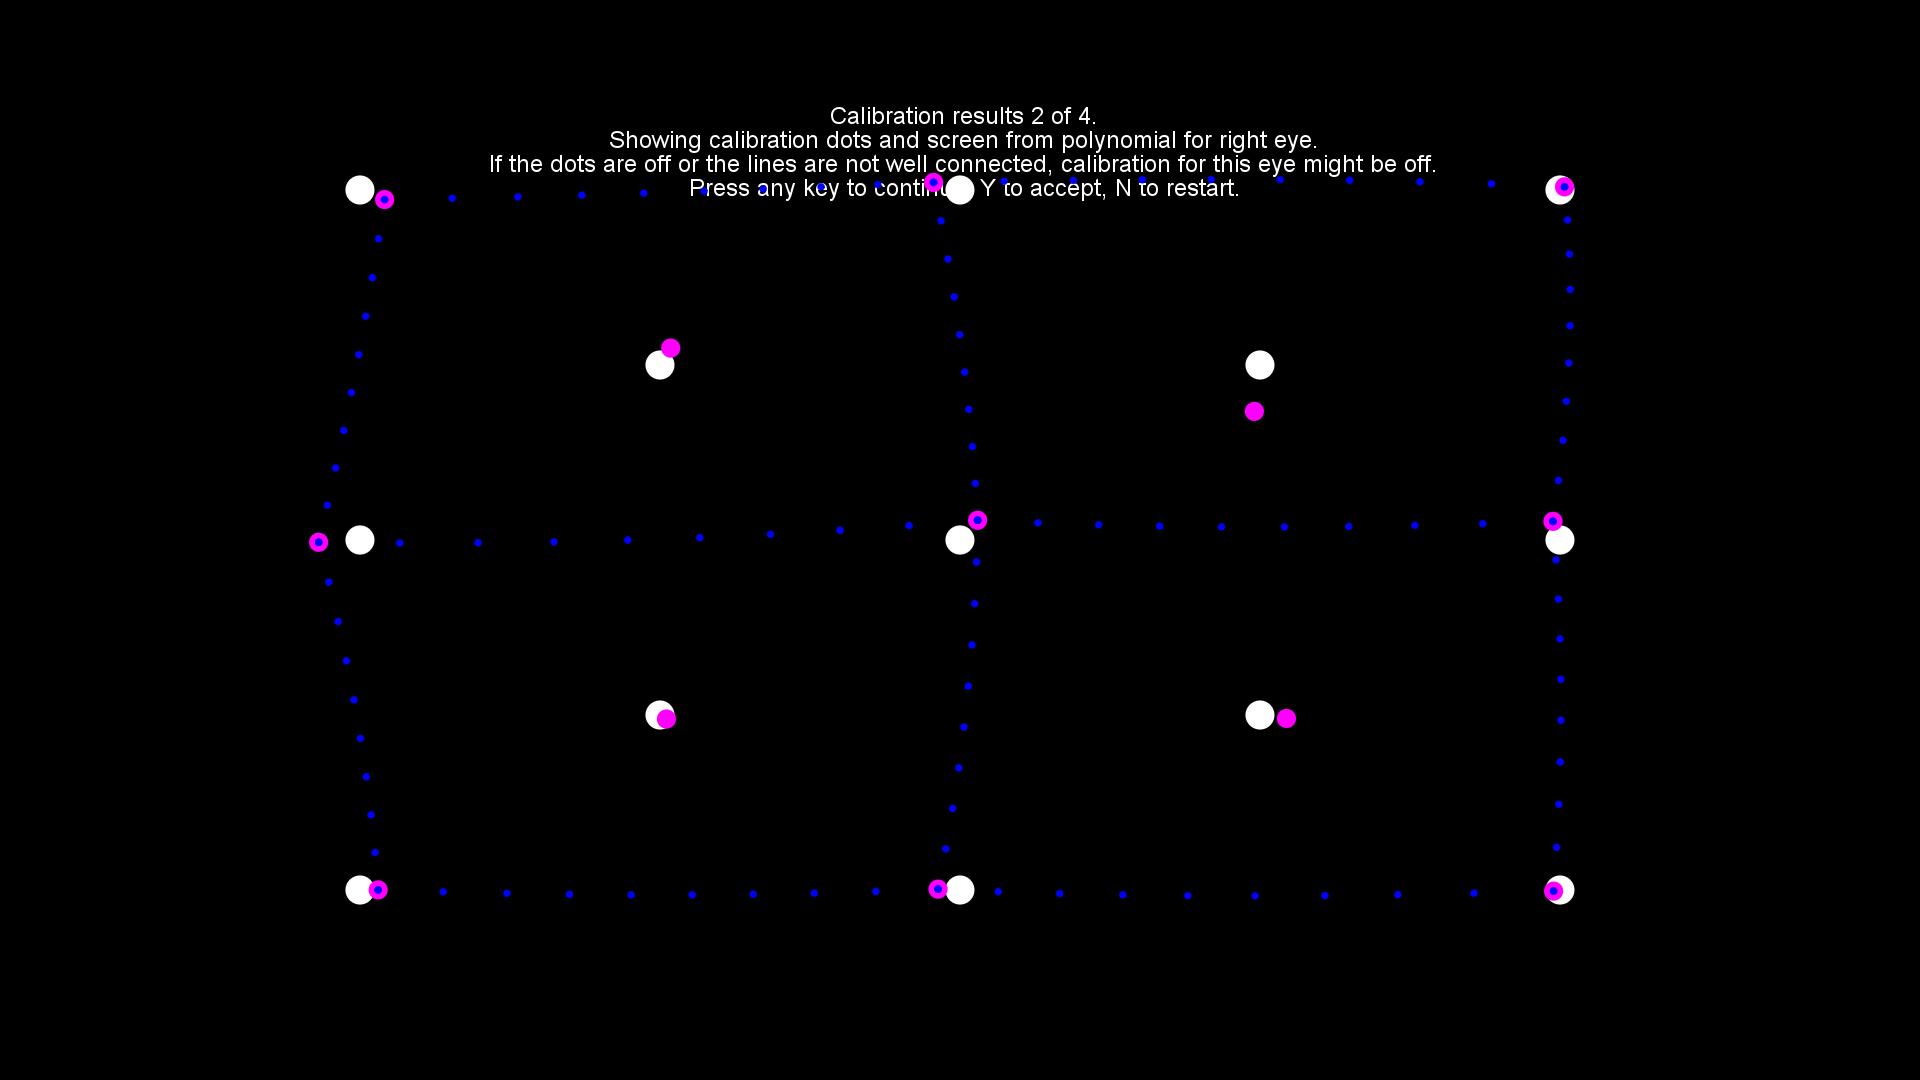 Calibration results 2 of 4.
Showing calibration dots and screen from polynomial for right eye.
If the dots are off or the lines are not well connected, calibration for this eye might be off.
Press any key to continue, Y to accept, N to restart.